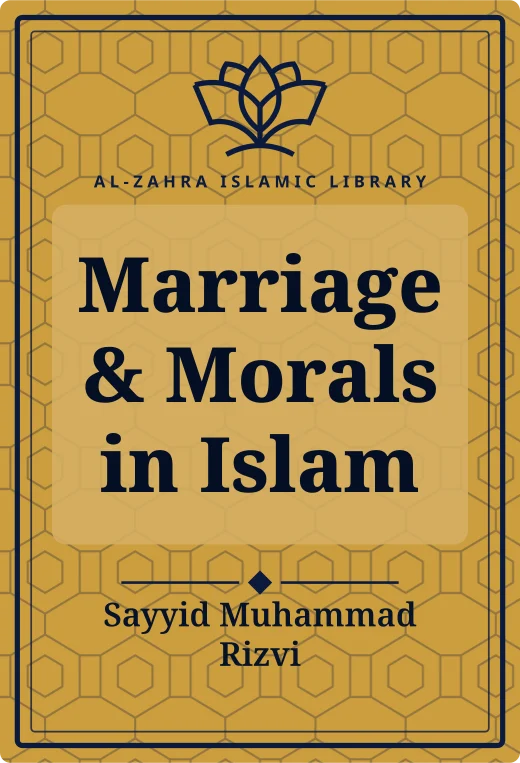 AL-ZAHRA ISLAMIC LIBRARY
Marriage
& Morals
in Islam
Sayyid Muhammad
Rizvi